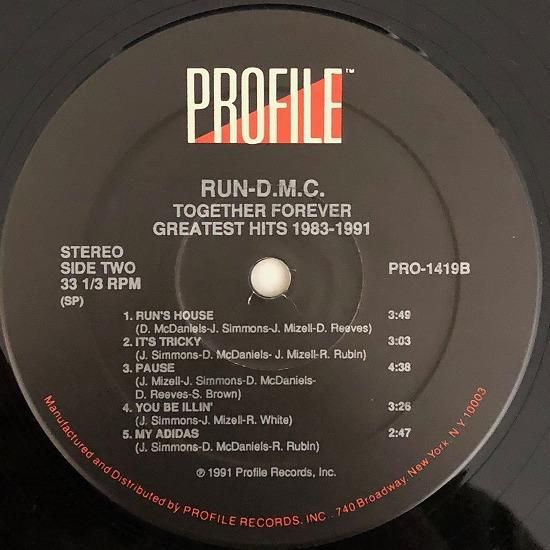 PROFILE™
RUN-D.M.C.
TOGETHER FOREVER
GREATEST HITS 1983-1991
STEREO
SIDE TWO
33 1/3 RPM
(SP)
PRO-1419B
1. RUN'S HOUSE 3:49
(D. McDaniels-J. Simmons-J. Mizell-D. Reeves)
2. IT'S TRICKY 3:03
(J. Simmons-D. McDaniels- J. Mizell-R. Rubin)
3. PAUSE 4:38
(J. Mizell-J. Simmons-D. McDaniels-
D. Reeves-S. Brown)
4. YOU BE ILLIN' 3:26
(J. Simmons-J. Mizell-R. White)
5. MY ADIDAS 2:47
(J. Simmons-D. McDaniels-R. Rubin)
℗ 1991 Profile Records, Inc.
Manufactured and Distributed by PROFILE RECORDS, INC., 740 Broadway, New York, N Y 10003